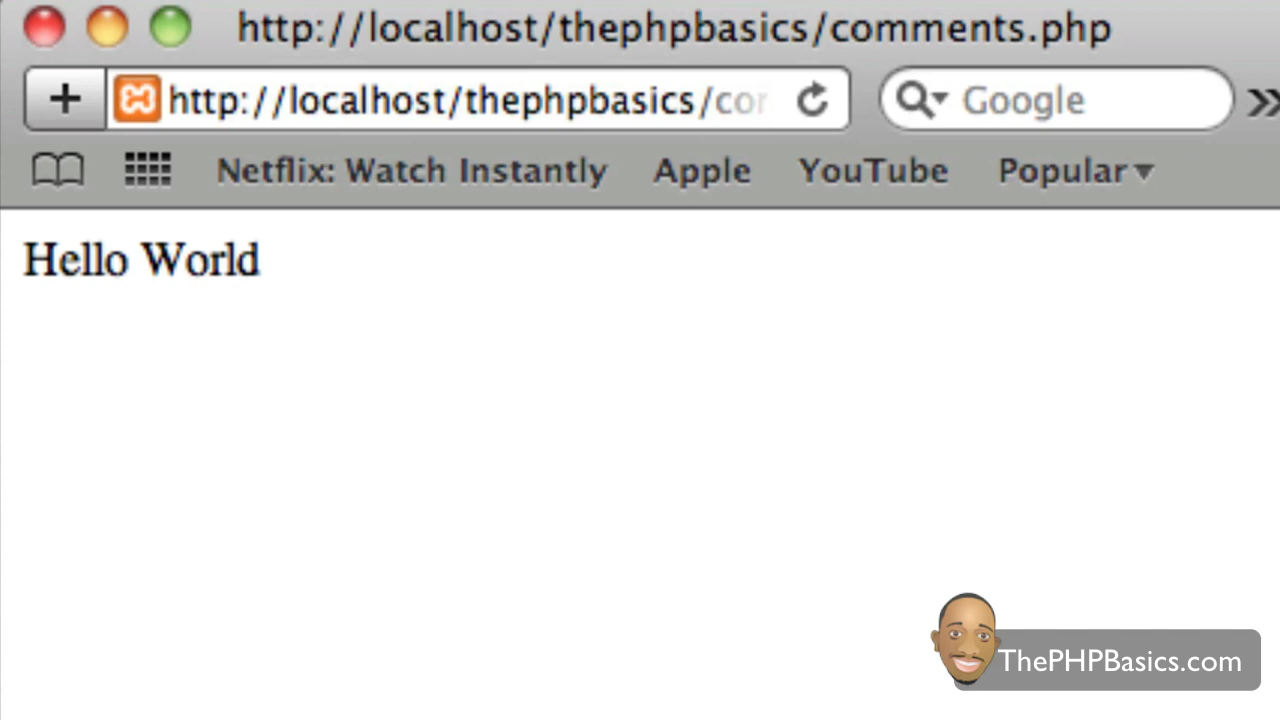 http://localhost/thephpbasics/comments.php
http://localhost/thephpbasics/com
Google
Netflix: Watch Instantly Apple YouTube Popular
Hello World
ThePHPBasics.com